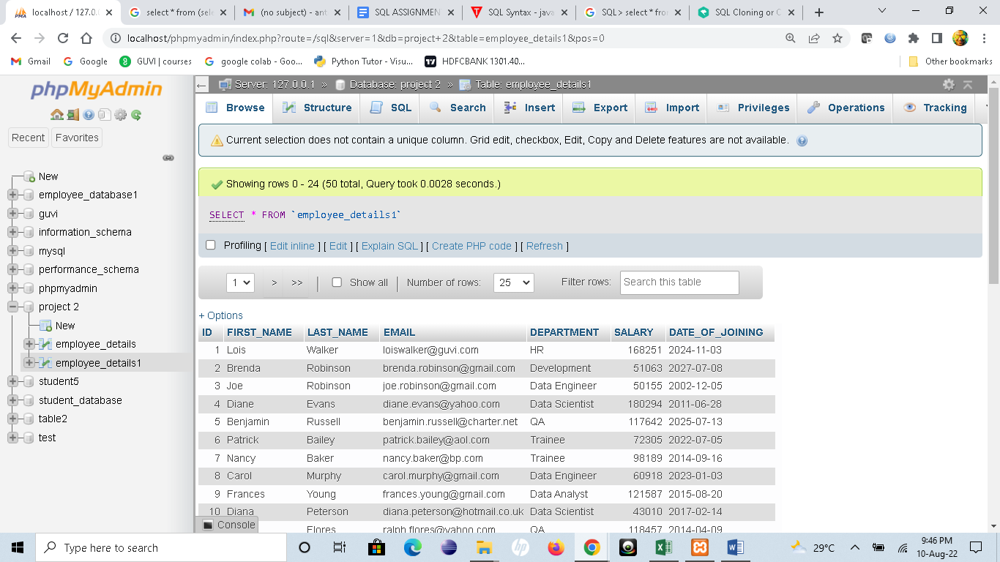 localhost / 127.0.0
select * from (sele
(no subject) - ant
SQL ASSIGNMEN
SQL Syntax - java
SQL> select * fro
SQL Cloning or C
localhost/phpmyadmin/index.php?route=/sql&server=1&db=project+2&table=employee_details1&pos=0
Gmail
Google
GUVI | courses
google colab - Goo...
Python Tutor - Visu...
HDFCBANK 1301.40...
Other bookmarks
phpMyAdmin
Recent
Favorites
New
employee_database1
guvi
information_schema
mysql
performance_schema
phpmyadmin
project 2
New
employee_details
employee_details1
student5
student_database
table2
test
Server: 127.0.0.1 » Database: project 2 » Table: employee_details1
Browse Structure SQL Search Insert Export Import Privileges Operations Tracking
Current selection does not contain a unique column. Grid edit, checkbox, Edit, Copy and Delete features are not available.
Showing rows 0 - 24 (50 total, Query took 0.0028 seconds.)
SELECT * FROM `employee_details1`
Profiling [ Edit inline ] [ Edit ] [ Explain SQL ] [ Create PHP code ] [ Refresh ]
1 > >> | Show all | Number of rows: 25 Filter rows: Search this table
+ Options
ID FIRST_NAME LAST_NAME EMAIL DEPARTMENT SALARY DATE_OF_JOINING
1 Lois Walker loiswalker@guvi.com HR 168251 2024-11-03
2 Brenda Robinson brenda.robinson@gmail.com Development 51063 2027-07-08
3 Joe Robinson joe.robinson@gmail.com Data Engineer 50155 2002-12-05
4 Diane Evans diane.evans@yahoo.com Data Scientist 180294 2011-06-28
5 Benjamin Russell benjamin.russell@charter.net QA 117642 2025-07-13
6 Patrick Bailey patrick.bailey@aol.com Trainee 72305 2022-07-05
7 Nancy Baker nancy.baker@bp.com Trainee 98189 2014-09-16
8 Carol Murphy carol.murphy@gmail.com Data Engineer 60918 2023-01-03
9 Frances Young frances.young@gmail.com Data Analyst 121587 2015-08-20
10 Diana Peterson diana.peterson@hotmail.co.uk Data Scientist 43010 2017-02-14
Flores ralph.flores@yahoo.com QA 118457 2014-04-09
Console
Type here to search
29°C
9:46 PM
10-Aug-22